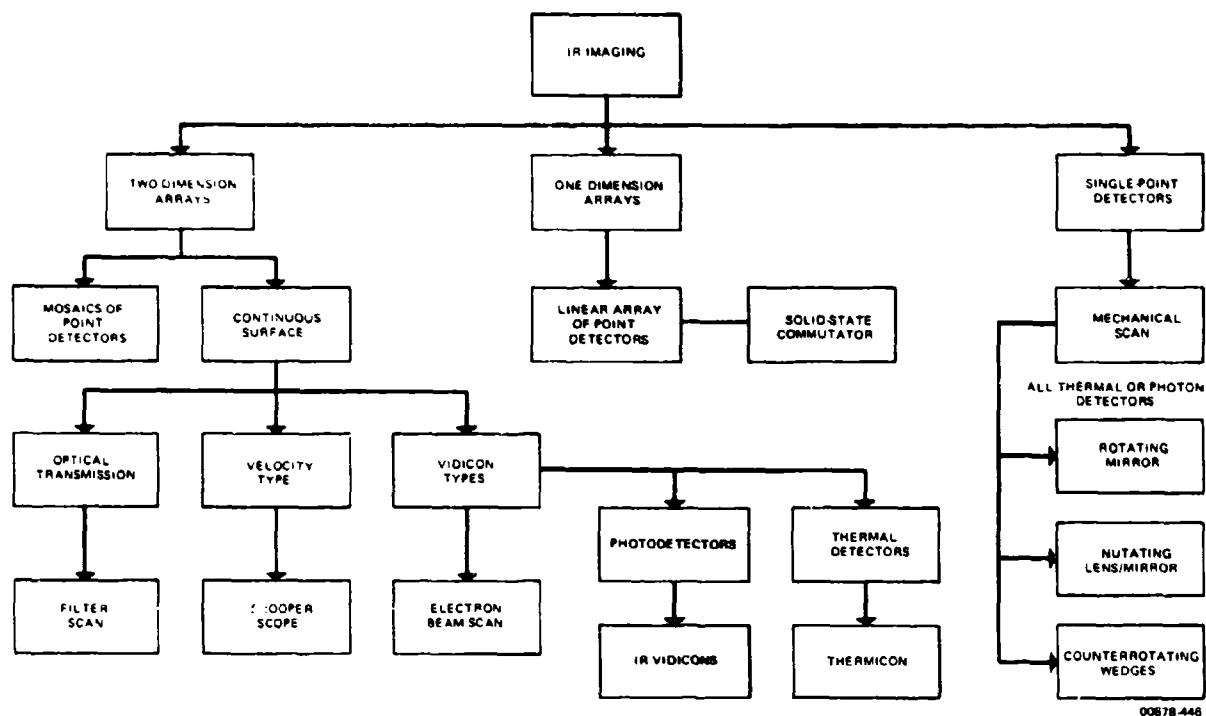 IR IMAGING
TWO DIMENSION
ARRAYS
ONE DIMENSION
ARRAYS
SINGLE-POINT
DETECTORS
MOSAICS OF
POINT
DETECTORS
CONTINUOUS
SURFACE
LINEAR ARRAY
OF POINT
DETECTORS
SOLID-STATE
COMMUTATOR
MECHANICAL
SCAN
ALL THERMAL OR PHOTON
DETECTORS
OPTICAL
TRANSMISSION
VELOCITY
TYPE
VIDICON
TYPES
ROTATING
MIRROR
PHOTODETECTORS
THERMAL
DETECTORS
NUTATING
LENS/MIRROR
FILTER
SCAN
SCOPE
ELECTRON
BEAM SCAN
IR VIDICONS
THERMICON
COUNTERROTATING
WEDGES
00878-446